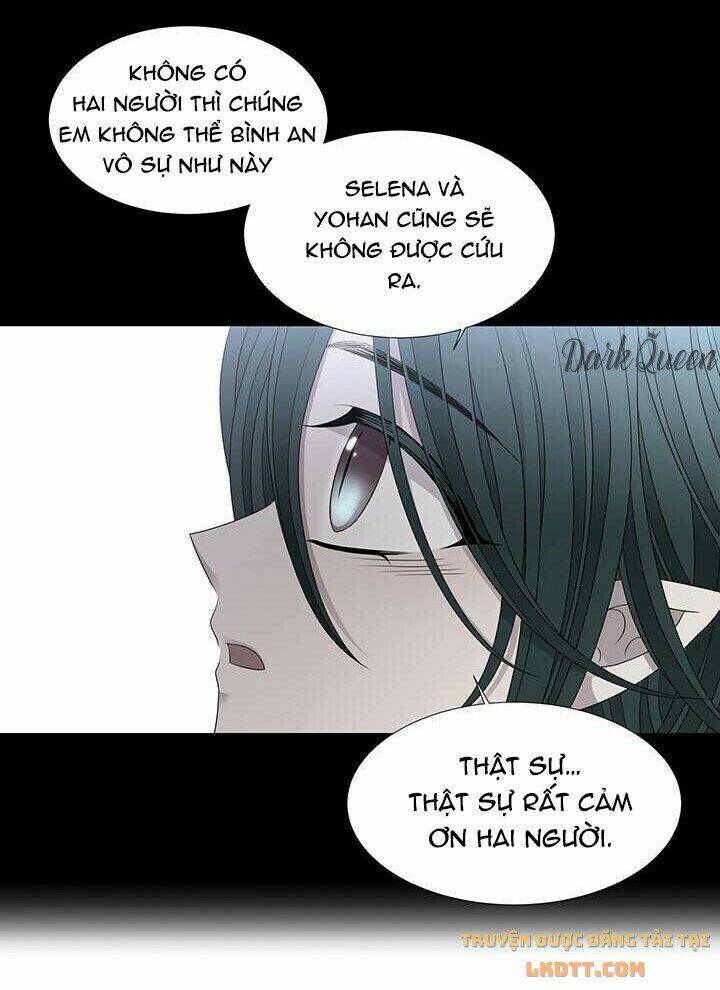 KHÔNG CÓ
HAI NGƯỜI THÌ CHÚNG
EM KHÔNG THỂ BÌNH AN
VÔ SỰ NHƯ NÀY
SELENA VÀ
YOHAN CŨNG SẼ
KHÔNG ĐƯỢC CỨU
RA.
Dark Queen
THẬT SỰ...
THẬT SỰ RẤT CẢM
ƠN HAI NGƯỜI.
TRUYỆN ĐƯỢC ĐĂNG TẢI TẠI
LKDTT.COM